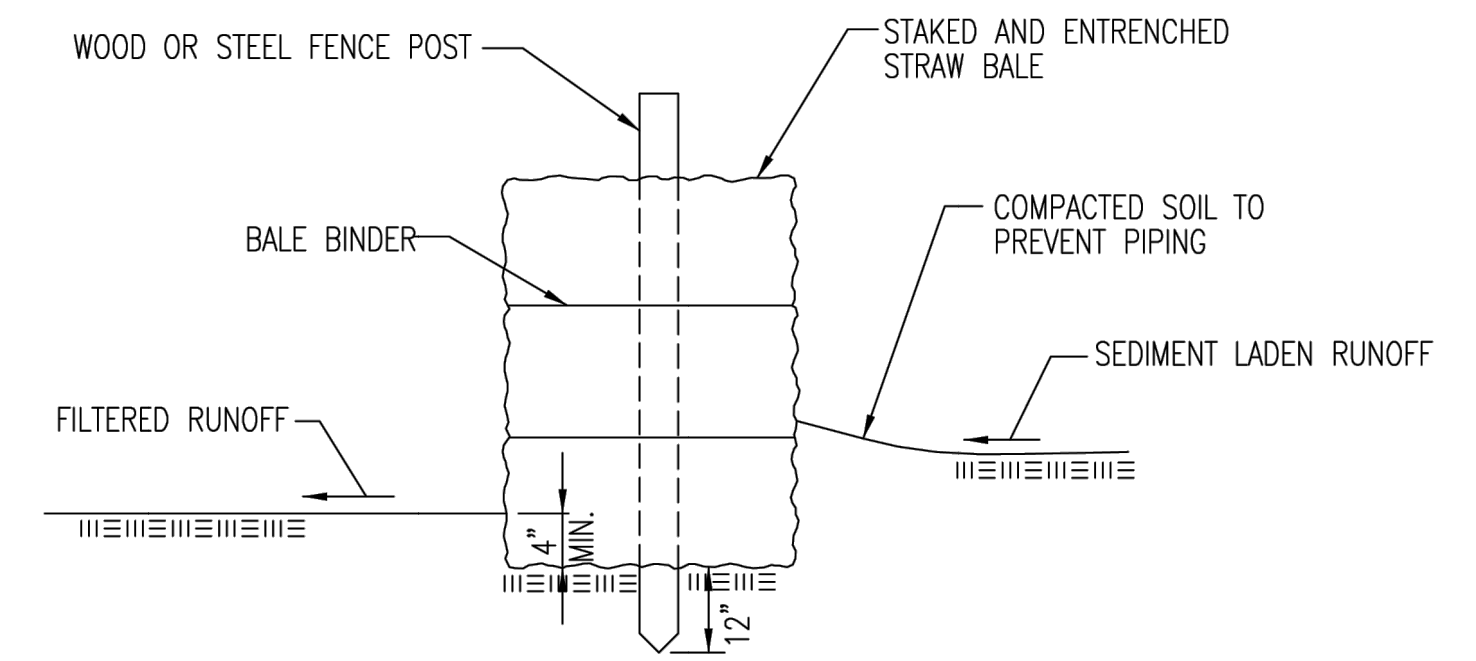 WOOD OR STEEL FENCE POST
STAKED AND ENTRENCHED
STRAW BALE
BALE BINDER
COMPACTED SOIL TO
PREVENT PIPING
SEDIMENT LADEN RUNOFF
FILTERED RUNOFF
4"
MIN.
12"